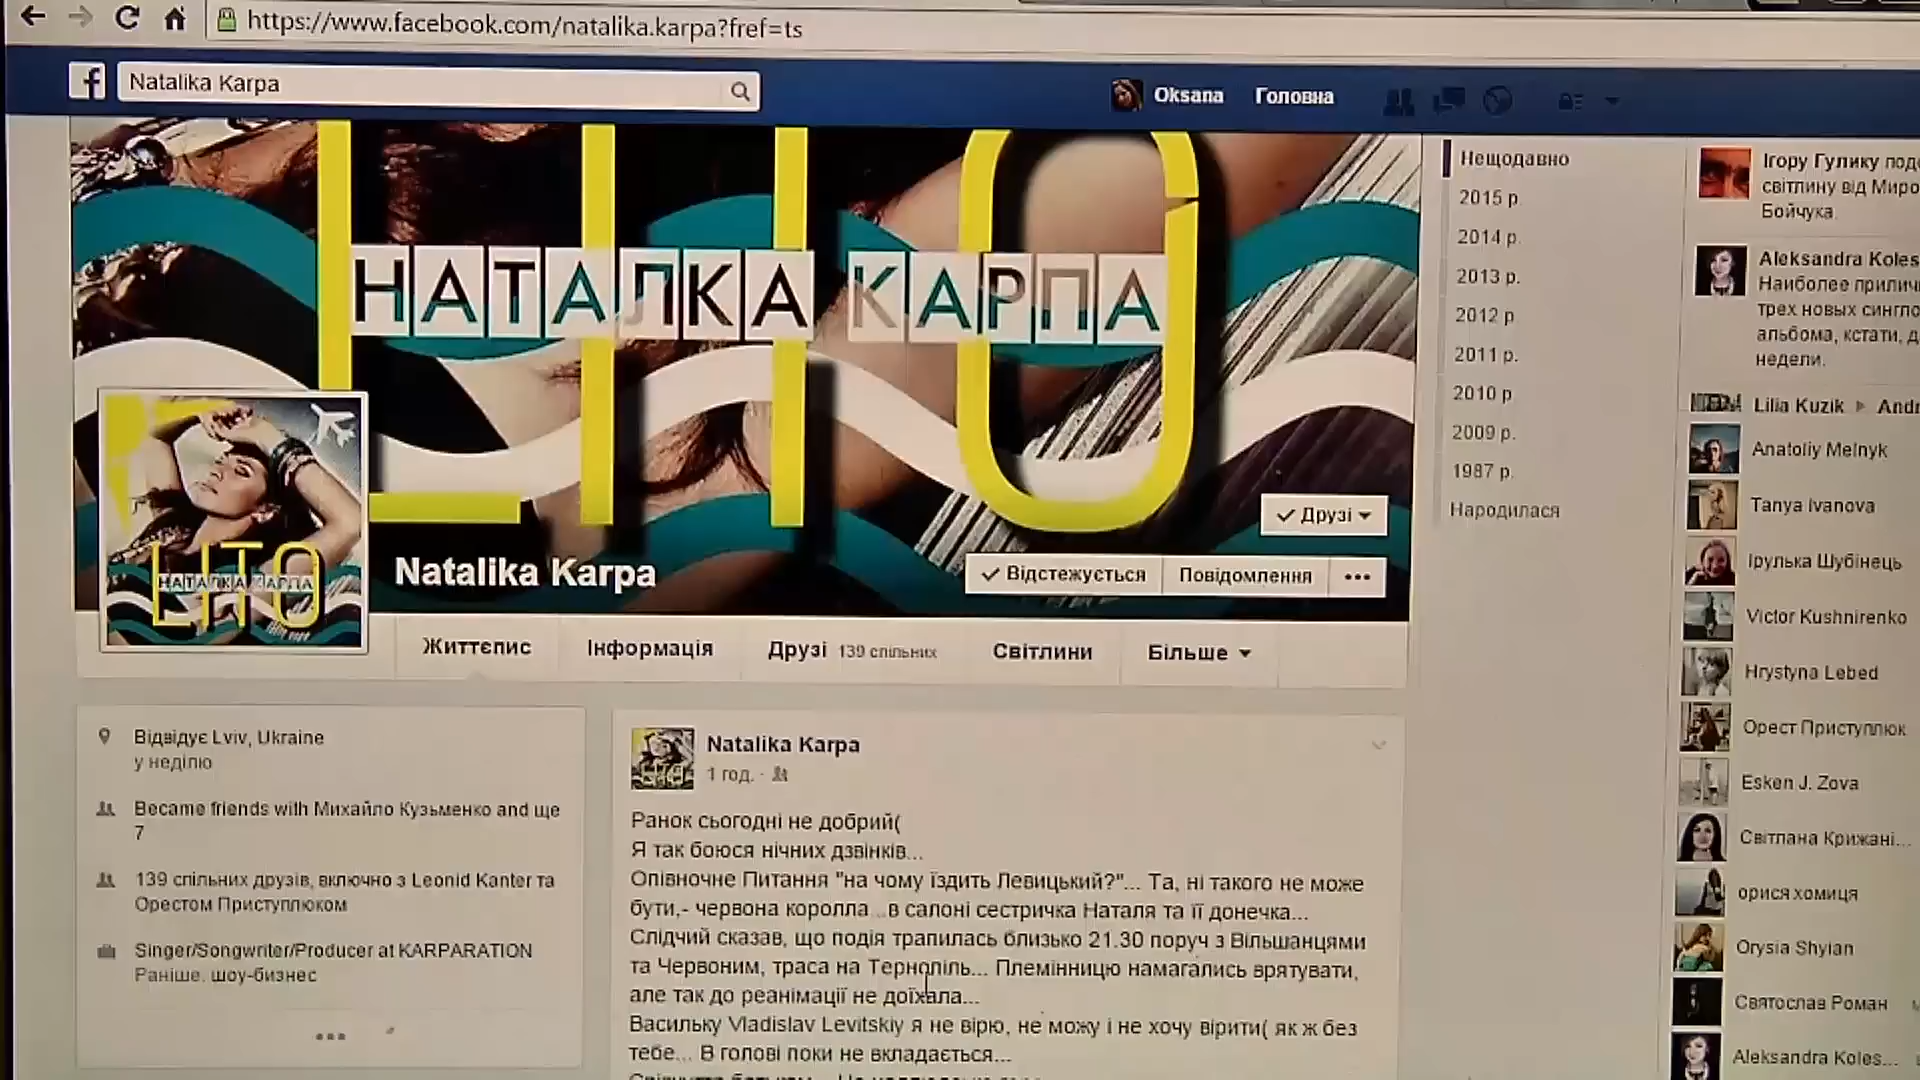 https://www.facebook.com/natalika.karpa?fref=ts
Natalika Karpa
Oksana
Головна
НАТАЛКА КАРПА
ЛІТО
НАТАЛКА КАРПА
ЛІТО
Друзі
Natalika Karpa
Відстежується
Повідомлення
Життєпис
Інформація
Друзі 139 спільних
Світлини
Більше
Нещодавно
2015 р.
2014 р.
2013 р.
2012 р
2011 р.
2010 р
2009 р.
1987 р.
Народилася
Відвідує Lviv, Ukraine
у неділю
Became friends with Михайло Кузьменко and ще
7
139 спільних друзів, включно з Leonid Kanter та
Орестом Приступлюком
Singer/Songwriter/Producer at KARPARATION
Раніше. шоу-бизнес
Natalika Karpa
1 год.
Ранок сьогодні не добрий(
Я так боюся нічних дзвінків...
Опівночне Питання "на чому їздить Левицький?"... Та, ні такого не може
бути,- червона королла ...в салоні сестричка Наталя та її донечка...
Слідчий сказав, що подія трапилась близько 21.30 поруч з Вільшанцями
та Червоним, траса на Тернопіль... Племінницю намагались врятувати,
але так до реанімації не доїхала...
Васильку Vladislav Levitskiy я не вірю, не можу і не хочу вірити( як ж без
тебе... В голові поки не вкладається...
Ігору Гулику
світлину від
Бойчука.
Aleksandra Koles
Наиболее
трех новых
альбома, кстати, д
недели.
Lilia Kuzik
Anatoliy Melnyk
Tanya Ivanova
Ірулька Шубінець
Victor Kushnirenko
Hrystyna Lebed
Орест Приступлюк
Esken J. Zova
Світлана Крижані...
орися хомиця
Orysia Shyian
Святослав Роман
Aleksandra Koles...